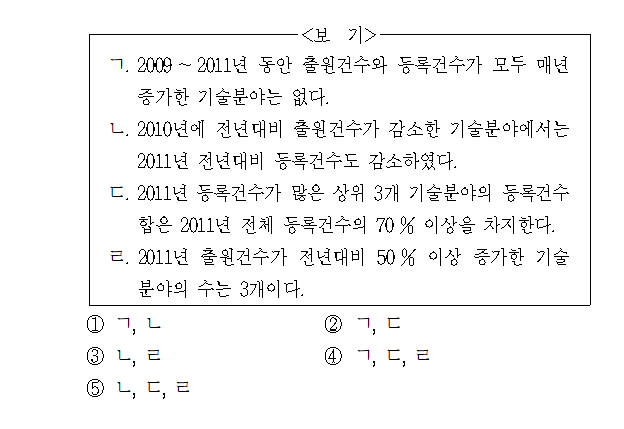 <보 기>
ㄱ. 2009 ~ 2011년 동안 출원건수와 등록건수가 모두 매년
증가한 기술분야는 없다.
ㄴ. 2010년에 전년대비 출원건수가 감소한 기술분야에서는
2011년 전년대비 등록건수도 감소하였다.
ㄷ. 2011년 등록건수가 많은 상위 3개 기술분야의 등록건수
합은 2011년 전체 등록건수의 70 % 이상을 차지한다.
ㄹ. 2011년 출원건수가 전년대비 50 % 이상 증가한 기술
분야의 수는 3개이다.
① ㄱ, ㄴ ② ㄱ, ㄷ
③ ㄴ, ㄹ ④ ㄱ, ㄷ, ㄹ
⑤ ㄴ, ㄷ, ㄹ